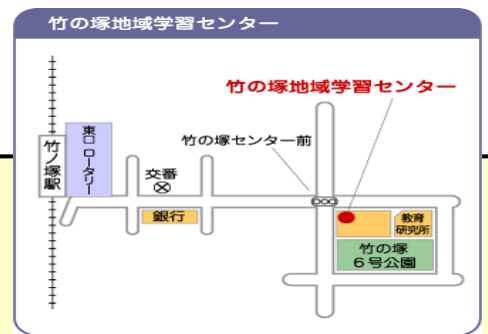 竹の塚地域学習センター
竹の塚地域学習センター
東口 ロータリー
竹ノ塚駅
竹の塚センター前
交番
銀行
教育
研究所
竹の塚
6号公園